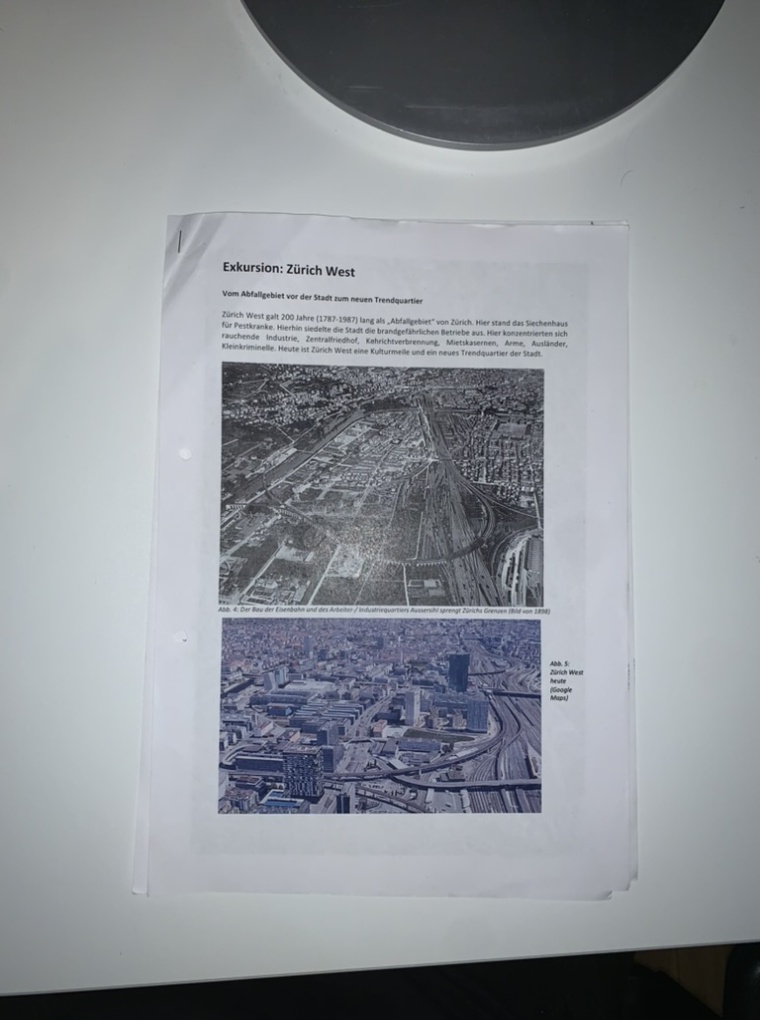 Exkursion: Zürich West
Vom Abfallgebiet vor der Stadt zum neuen Trendquartier
Zürich West galt 200 Jahre (1787-1987) lang als „Abfallgebiet" von Zürich. Hier stand das Siechenhaus
für Pestkranke. Hierhin siedelte die Stadt die brandgefährlichen Betriebe aus. Hier konzentrierten sich
rauchende Industrie, Zentralfriedhof, Kehrichtverbrennung, Mietskasernen, Arme, Ausländer,
Kleinkriminelle. Heute ist Zürich West eine Kulturmeile und ein neues Trendquartier der Stadt.
Abb. 4: Der Bau der Eisenbahn und des Arbeiter-/ Industriequartiers Aussersihl sprengt Zürichs Grenzen (Bild von 1898)
Abb. 5:
Zürich West
heute
(Google
Maps)